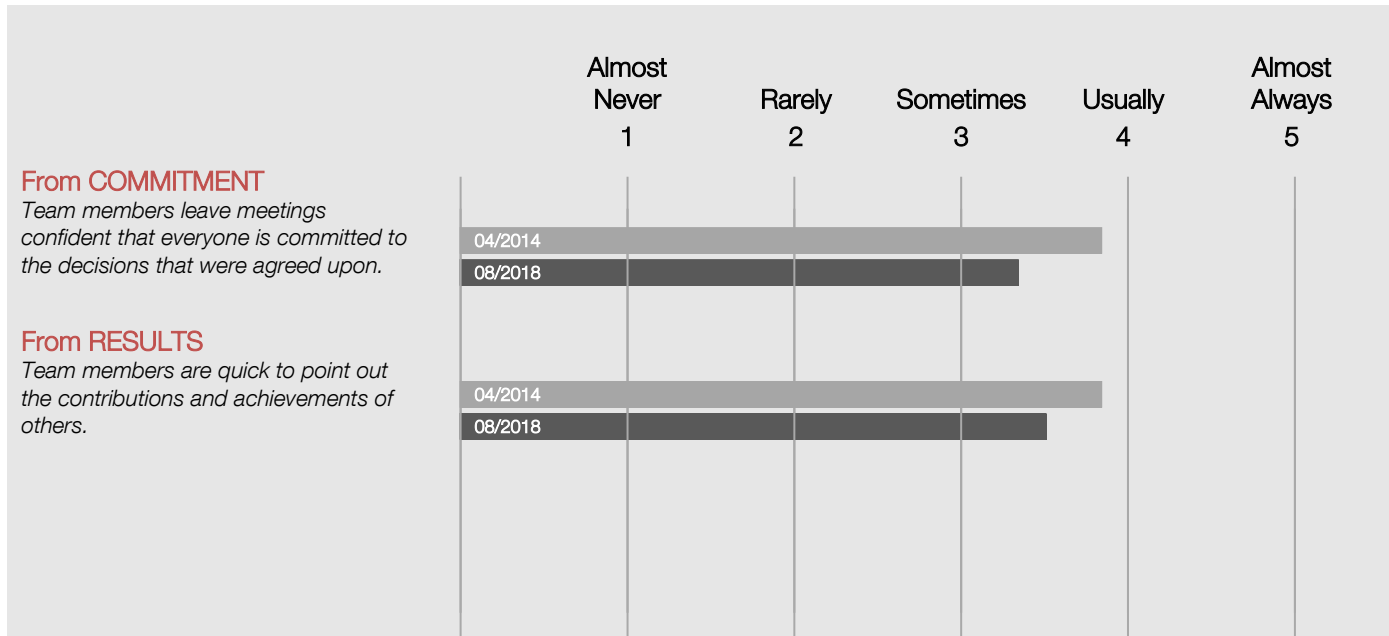 Almost
Never
Rarely
Sometimes
Usually
Almost
Always
1
2
3
4
5
From COMMITMENT
Team members leave meetings
confident that everyone is committed to
the decisions that were agreed upon.
04/2014
08/2018
From RESULTS
Team members are quick to point out
the contributions and achievements of
others.
04/2014
08/2018